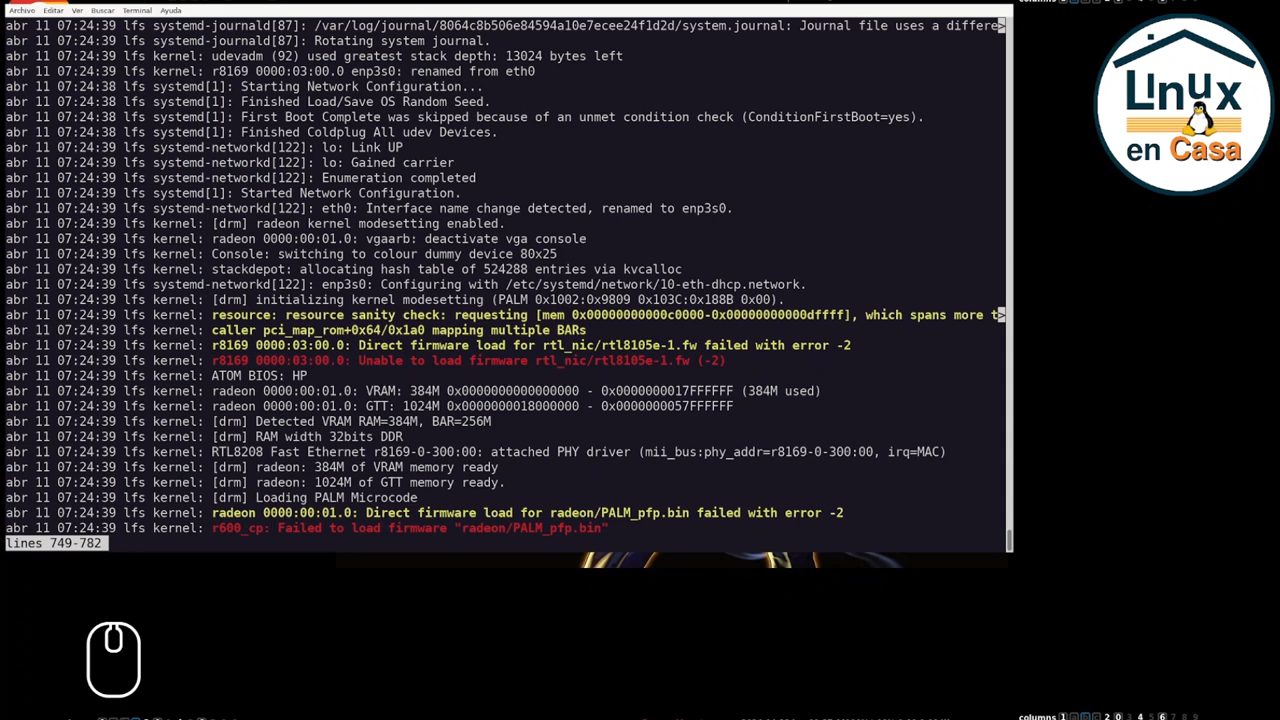 columns
Archivo Editar Ver Buscar Terminal Ayuda
abr 11 07:24:38 lfs systemd-journald[87]: /var/log/journal/8064c8b506e84594a10e7ecee24f1d2d/system.journal: Journal file uses a differe>
abr 11 07:24:38 lfs systemd-journald[87]: Rotating system journal.
abr 11 07:24:38 lfs kernel: udevadm (92) used greatest stack depth: 13024 bytes left
abr 11 07:24:38 lfs kernel: r8169 0000:03:00.0 enp3s0: renamed from eth0
abr 11 07:24:38 lfs systemd[1]: Starting Network Configuration...
abr 11 07:24:38 lfs systemd[1]: Finished Load/Save OS Random Seed.
abr 11 07:24:38 lfs systemd[1]: First Boot Complete was skipped because of an unmet condition check (ConditionFirstBoot=yes).
abr 11 07:24:38 lfs systemd[1]: Finished Coldplug All udev Devices.
abr 11 07:24:39 lfs systemd-networkd[122]: lo: Link UP
abr 11 07:24:39 lfs systemd-networkd[122]: lo: Gained carrier
abr 11 07:24:39 lfs systemd-networkd[122]: Enumeration completed
abr 11 07:24:39 lfs systemd[1]: Started Network Configuration.
abr 11 07:24:39 lfs systemd-networkd[122]: eth0: Interface name change detected, renamed to enp3s0.
abr 11 07:24:39 lfs kernel: [drm] radeon kernel modesetting enabled.
abr 11 07:24:39 lfs kernel: radeon 0000:00:01.0: vgaarb: deactivate vga console
abr 11 07:24:39 lfs kernel: Console: switching to colour dummy device 80x25
abr 11 07:24:39 lfs kernel: stackdepot: allocating hash table of 524288 entries via kvcalloc
abr 11 07:24:39 lfs systemd-networkd[122]: enp3s0: Configuring with /etc/systemd/network/10-eth-dhcp.network.
abr 11 07:24:39 lfs kernel: [drm] initializing kernel modesetting (PALM 0x1002:0x9809 0x103C:0x188B 0x00).
abr 11 07:24:39 lfs kernel: resource: resource sanity check: requesting [mem 0x00000000000c0000-0x00000000000dffff], which spans more t>
abr 11 07:24:39 lfs kernel: caller pci_map_rom+0x64/0x1a0 mapping multiple BARs
abr 11 07:24:39 lfs kernel: r8169 0000:03:00.0: Direct firmware load for rtl_nic/rtl8105e-1.fw failed with error -2
abr 11 07:24:39 lfs kernel: r8169 0000:03:00.0: Unable to load firmware rtl_nic/rtl8105e-1.fw (-2)
abr 11 07:24:39 lfs kernel: ATOM BIOS: HP
abr 11 07:24:39 lfs kernel: radeon 0000:00:01.0: VRAM: 384M 0x0000000000000000 - 0x0000000017FFFFFF (384M used)
abr 11 07:24:39 lfs kernel: radeon 0000:00:01.0: GTT: 1024M 0x0000000018000000 - 0x0000000057FFFFFF
abr 11 07:24:39 lfs kernel: [drm] Detected VRAM RAM=384M, BAR=256M
abr 11 07:24:39 lfs kernel: [drm] RAM width 32bits DDR
abr 11 07:24:39 lfs kernel: RTL8208 Fast Ethernet r8169-0-300:00: attached PHY driver (mii_bus:phy_addr=r8169-0-300:00, irq=MAC)
abr 11 07:24:39 lfs kernel: [drm] radeon: 384M of VRAM memory ready
abr 11 07:24:39 lfs kernel: [drm] radeon: 1024M of GTT memory ready.
abr 11 07:24:39 lfs kernel: [drm] Loading PALM Microcode
abr 11 07:24:39 lfs kernel: radeon 0000:00:01.0: Direct firmware load for radeon/PALM_pfp.bin failed with error -2
abr 11 07:24:39 lfs kernel: r600_cp: Failed to load firmware "radeon/PALM_pfp.bin"
lines 749-782
LInux
en Casa
columns